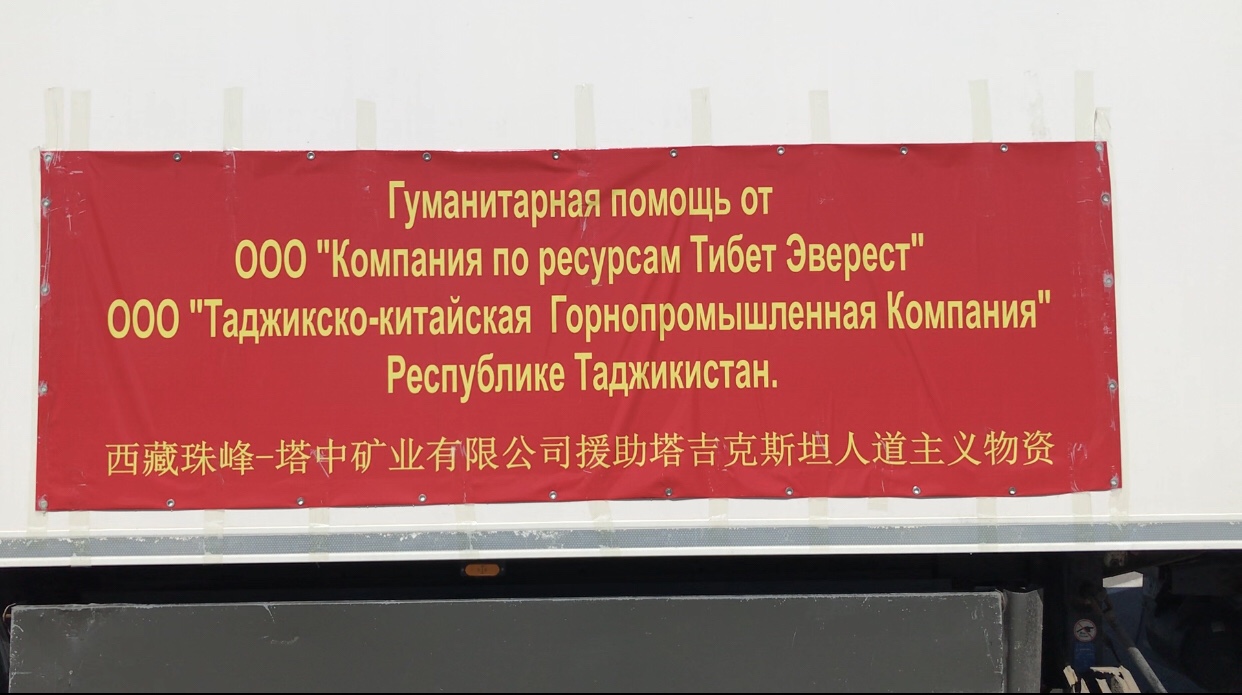 Гуманитарная помощь от
ООО "Компания по ресурсам Тибет Эверест"
ООО "Таджикско-китайская Горнопромышленная Компания"
Республике Таджикистан.
西藏珠峰-塔中矿业有限公司援助塔吉克斯坦人道主义物资